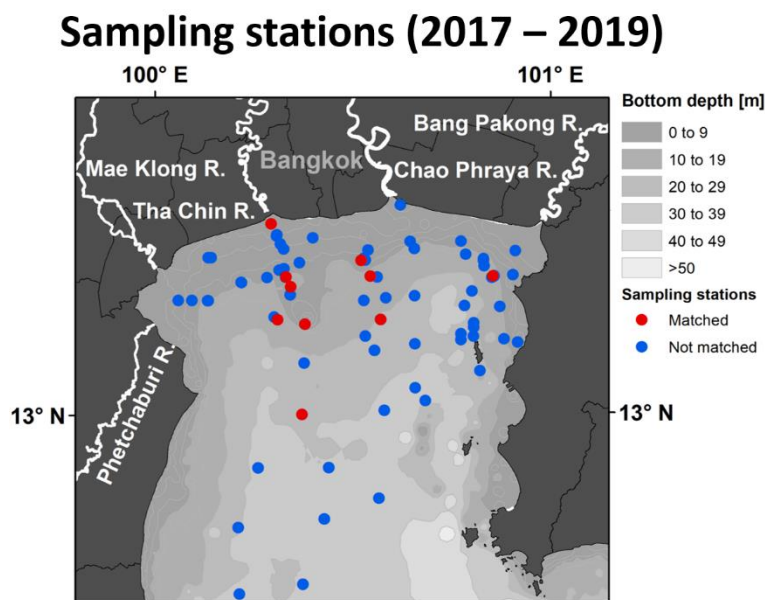 Sampling stations (2017 – 2019)
100° E
101° E
Bang Pakong R.
Bangkok
Mae Klong R.
Chao Phraya R.
Tha Chin R.
Phetchaburi R.
13° N
13° N
Bottom depth [m]
0 to 9
10 to 19
20 to 29
30 to 39
40 to 49
>50
Sampling stations
Matched
Not matched